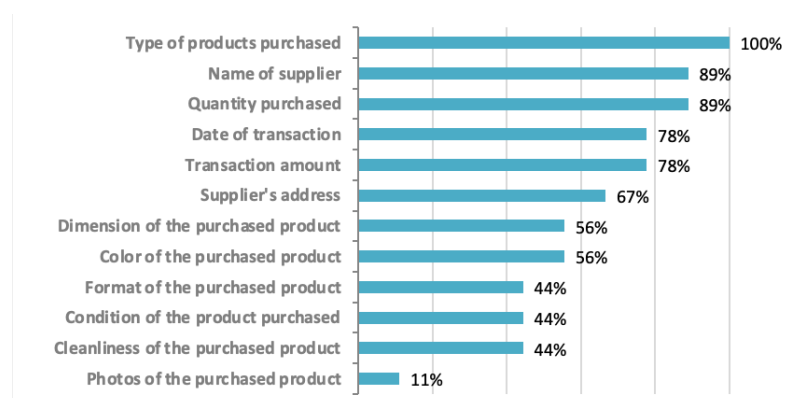 Type of products purchased 100%
Name of supplier 89%
Quantity purchased 89%
Date of transaction 78%
Transaction amount 78%
Supplier's address 67%
Dimension of the purchased product 56%
Color of the purchased product 56%
Format of the purchased product 44%
Condition of the product purchased 44%
Cleanliness of the purchased product 44%
Photos of the purchased product 11%